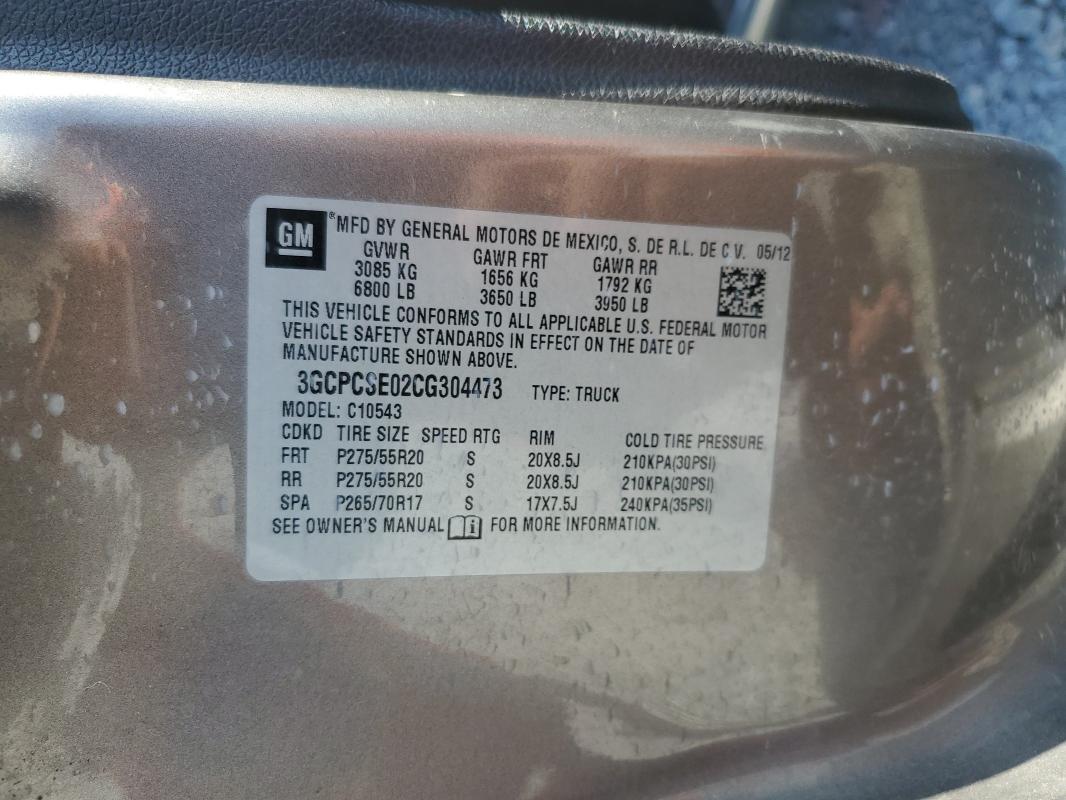 GM
®MFD BY GENERAL MOTORS DE MEXICO, S. DE R.L. DE C.V. 05/12
GVWR GAWR FRT GAWR RR
3085 KG 1656 KG 1792 KG
6800 LB 3650 LB 3950 LB
THIS VEHICLE CONFORMS TO ALL APPLICABLE U.S. FEDERAL MOTOR
VEHICLE SAFETY STANDARDS IN EFFECT ON THE DATE OF
MANUFACTURE SHOWN ABOVE.
3GCPCSE02CG304473 TYPE: TRUCK
MODEL: C10543
CDKD TIRE SIZE SPEED RTG RIM COLD TIRE PRESSURE
FRT P275/55R20 S 20X8.5J 210KPA(30PSI)
RR P275/55R20 S 20X8.5J 210KPA(30PSI)
SPA P265/70R17 S 17X7.5J 240KPA(35PSI)
SEE OWNER'S MANUAL i FOR MORE INFORMATION.